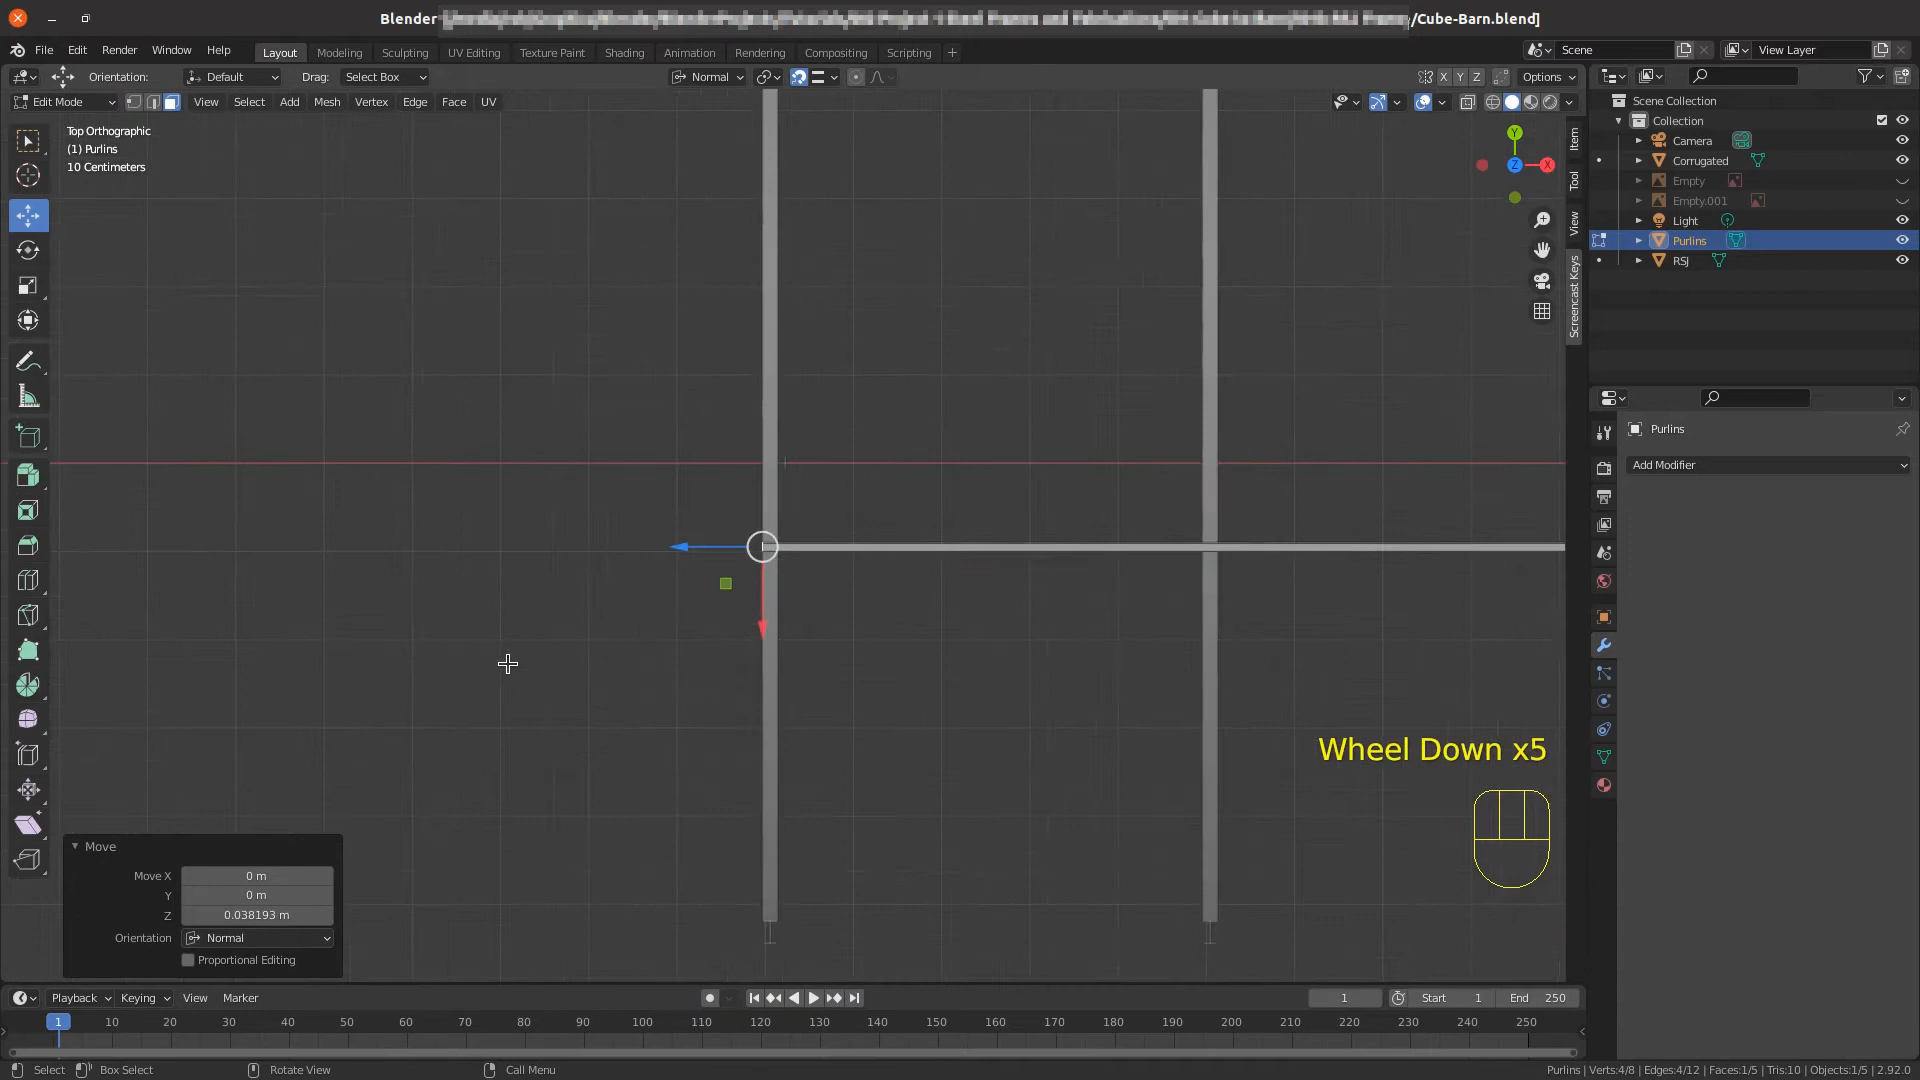 Blender
/Cube-Barn.blend]
File Edit Render Window Help
Layout Modeling Sculpting UV Editing Texture Paint Shading Animation Rendering Compositing Scripting
Scene
View Layer
Orientation: Default Drag: Select Box
Normal
X Y Z Options
Edit Mode View Select Add Mesh Vertex Edge Face UV
Top Orthographic
(1) Purlins
10 Centimeters
Y
Z
X
Item
Tool
View
Screencast Keys
Scene Collection
Collection
Camera
Corrugated
Empty
Empty.001
Light
Purlins
RSJ
Purlins
Add Modifier
Wheel Down x5
Move
Move X 0 m
Y 0 m
Z 0.038193 m
Orientation Normal
Proportional Editing
Playback Keying View Marker
1 Start 1 End 250
1 10 20 30 40 50 60 70 80 90 100 110 120 130 140 150 160 170 180 190 200 210 220 230 240 250
Select Box Select Rotate View Call Menu
Purlins | Verts:4/8 | Edges:4/12 | Faces:1/5 | Tris:10 | Objects:1/5 | 2.92.0